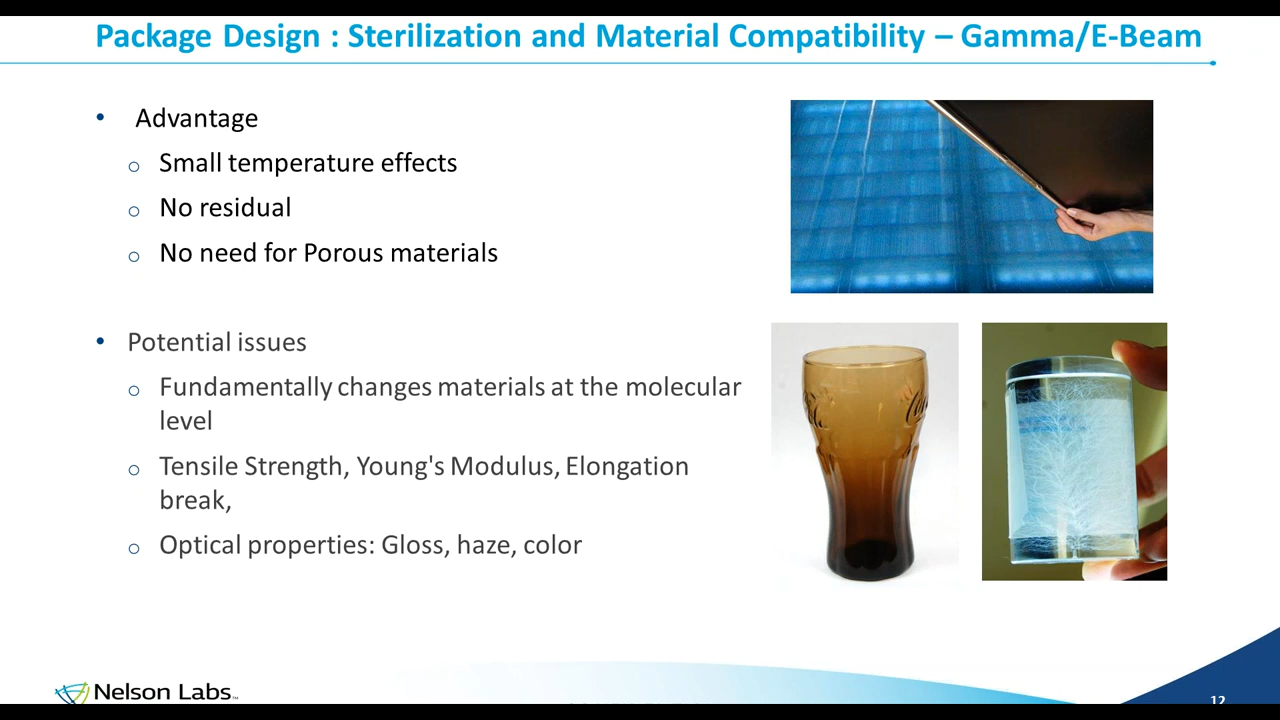 Package Design : Sterilization and Material Compatibility – Gamma/E-Beam
• Advantage
o Small temperature effects
o No residual
o No need for Porous materials
• Potential issues
o Fundamentally changes materials at the molecular
level
o Tensile Strength, Young's Modulus, Elongation
break,
o Optical properties: Gloss, haze, color
Nelson Labs™
12